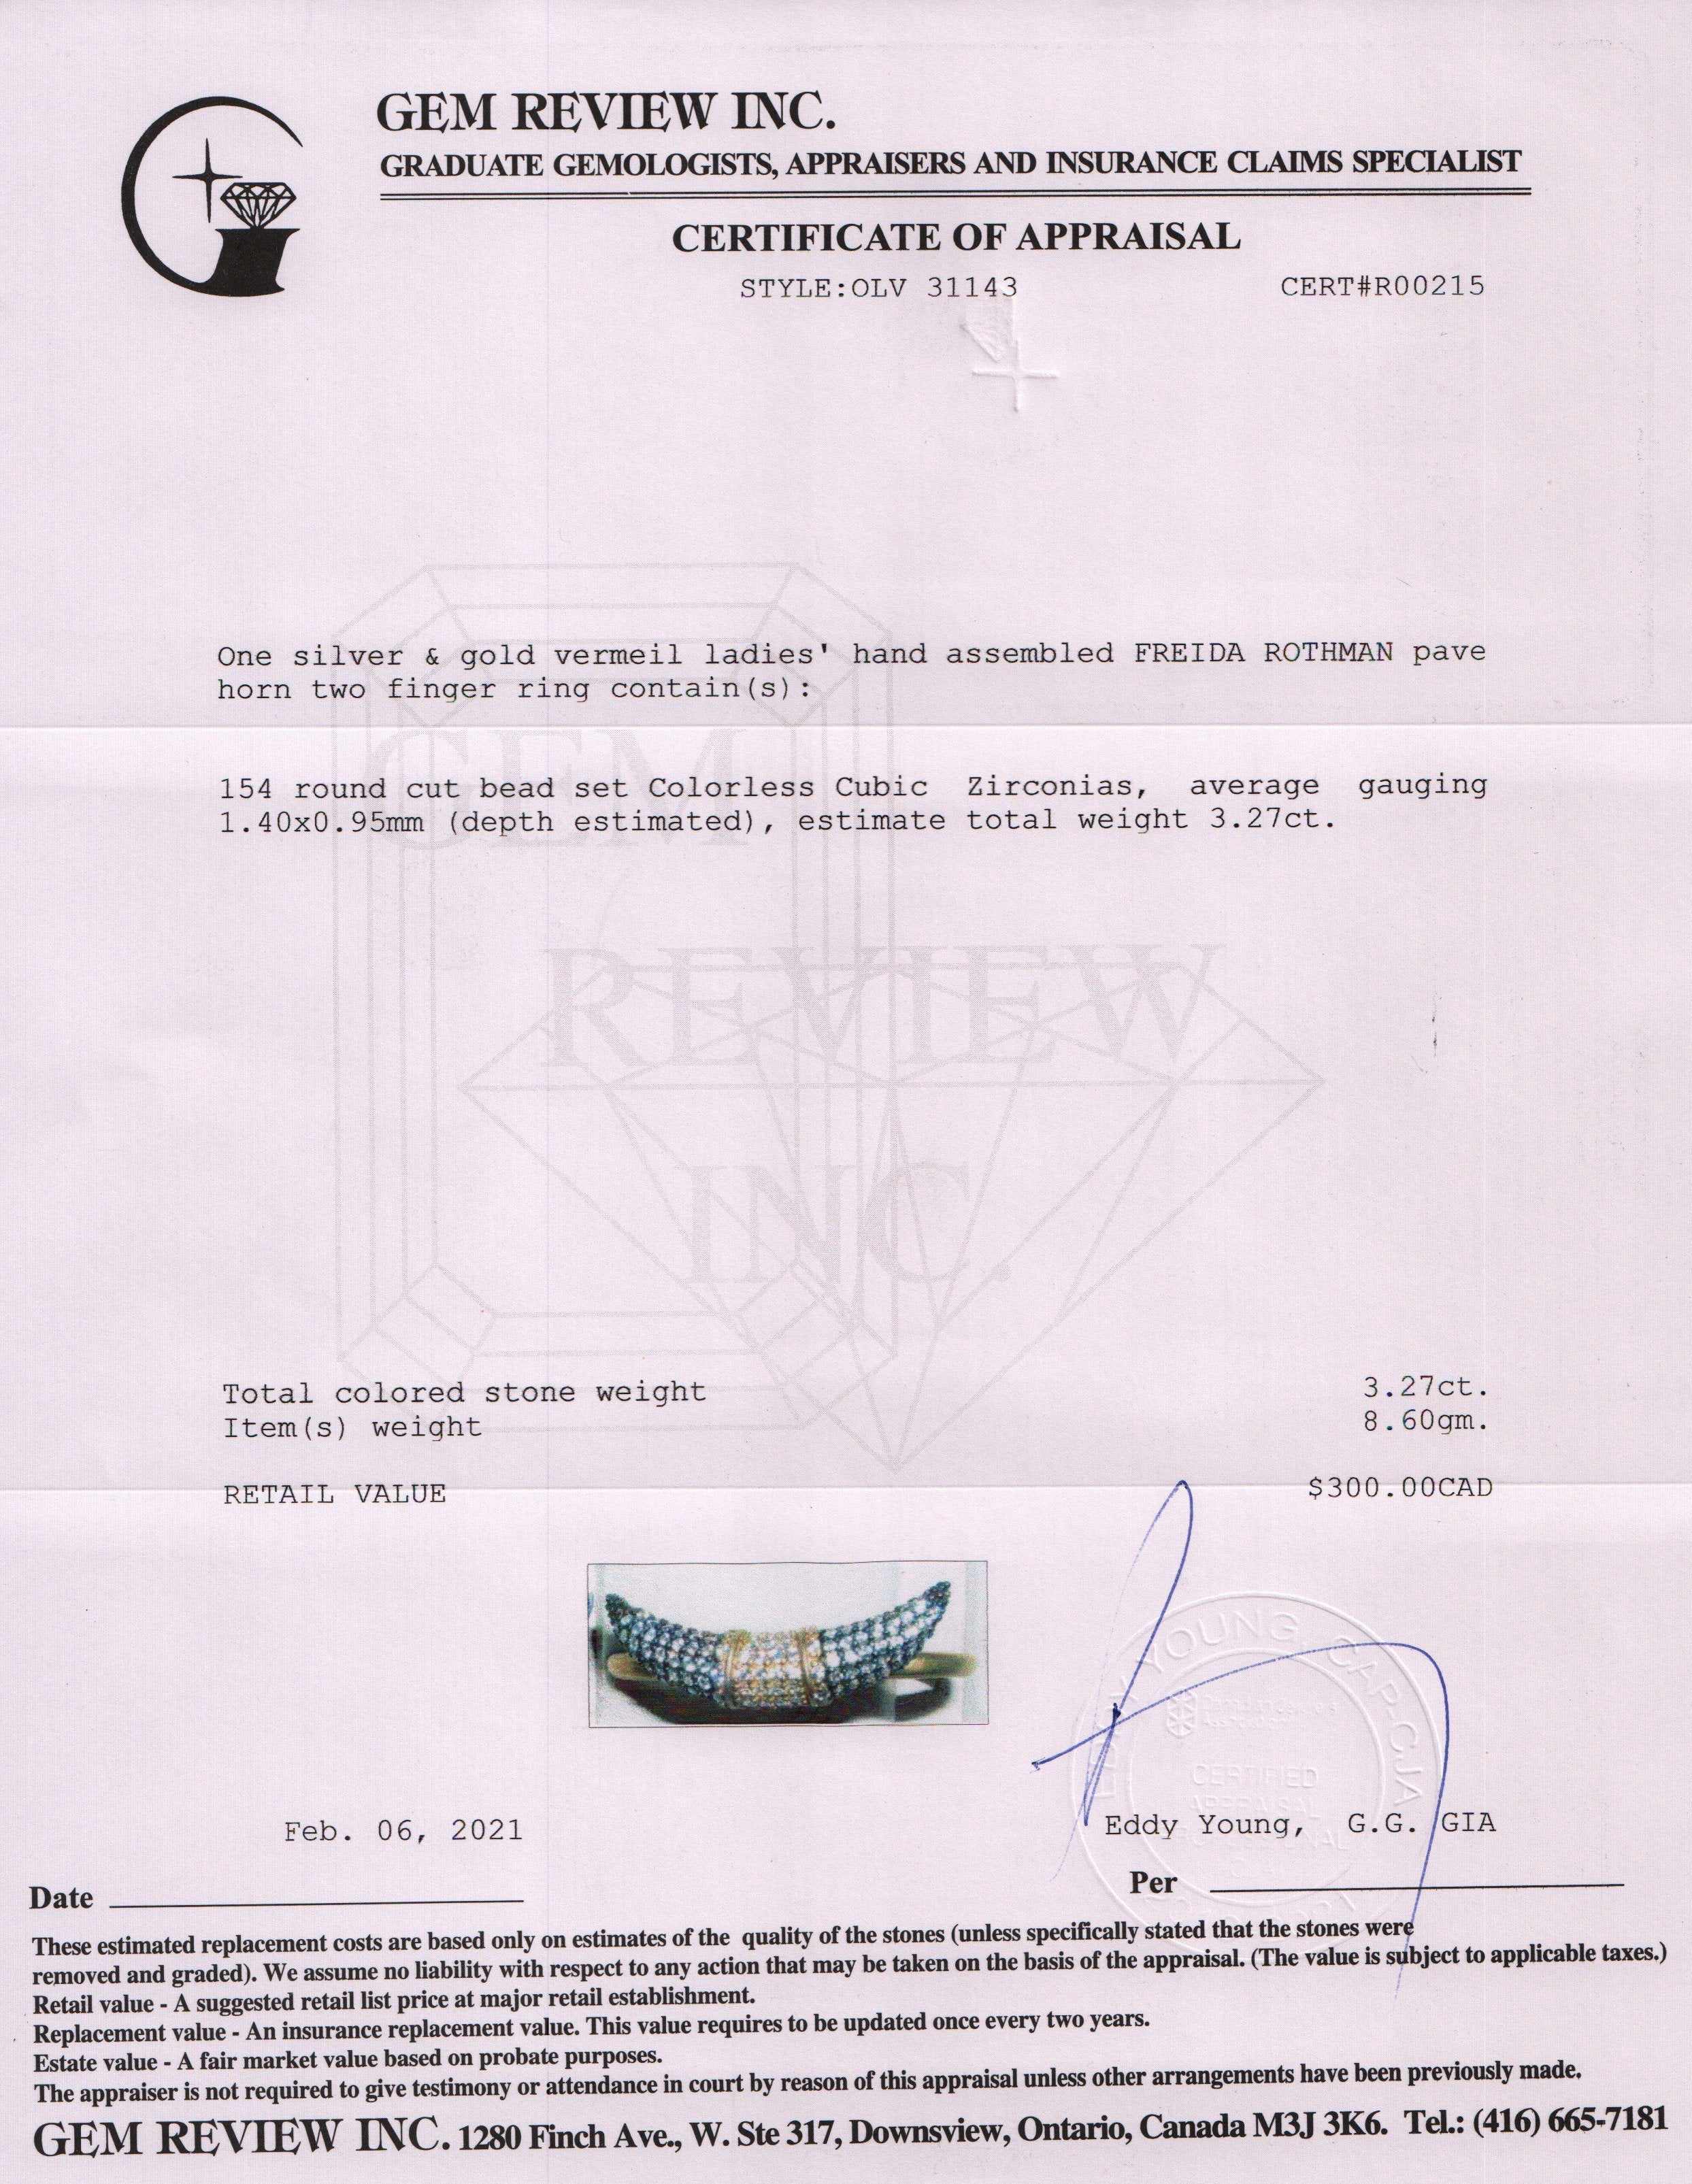 GEM REVIEW INC.
GRADUATE GEMOLOGISTS, APPRAISERS AND INSURANCE CLAIMS SPECIALIST
CERTIFICATE OF APPRAISAL
STYLE:OLV 31143 CERT#R00215
One silver & gold vermeil ladies' hand assembled FREIDA ROTHMAN pave
horn two finger ring contain(s):
154 round cut bead set Colorless Cubic Zirconias, average gauging
1.40x0.95mm (depth estimated), estimate total weight 3.27ct.
GEM
REVIEW
INC.
Total colored stone weight 3.27ct.
Item(s) weight 8.60gm.
RETAIL VALUE $300.00CAD
YOUNG CAP-CJA
CERTIFIED
APPRAISAL
Feb. 06, 2021 Eddy Young, G.G. GIA
Date Per
These estimated replacement costs are based only on estimates of the quality of the stones (unless specifically stated that the stones were
removed and graded). We assume no liability with respect to any action that may be taken on the basis of the appraisal. (The value is subject to applicable taxes.)
Retail value - A suggested retail list price at major retail establishment.
Replacement value - An insurance replacement value. This value requires to be updated once every two years.
Estate value - A fair market value based on probate purposes.
The appraiser is not required to give testimony or attendance in court by reason of this appraisal unless other arrangements have been previously made.
GEM REVIEW INC. 1280 Finch Ave., W. Ste 317, Downsview, Ontario, Canada M3J 3K6. Tel.: (416) 665-7181